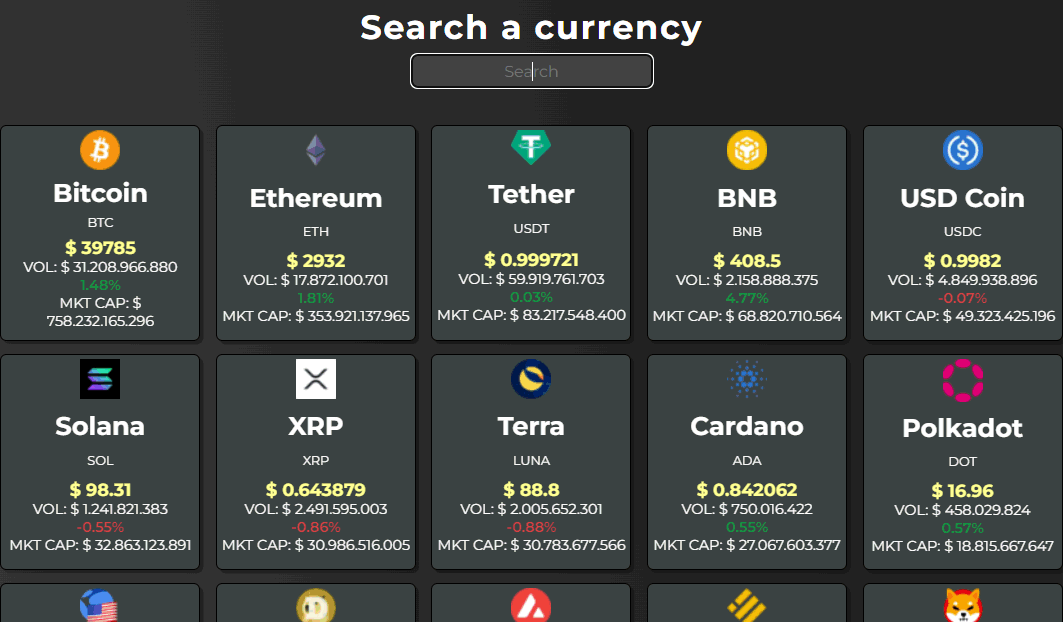 Search a currency
Search
Bitcoin
BTC
$ 39785
VOL: $ 31.208.966.880
1.48%
MKT CAP: $
758.232.165.296
Ethereum
ETH
$ 2932
VOL: $ 17.872.100.701
1.81%
MKT CAP: $ 353.921.137.965
Tether
USDT
$ 0.999721
VOL: $ 59.919.761.703
0.03%
MKT CAP: $ 83.217.548.400
BNB
BNB
$ 408.5
VOL: $ 2.158.888.375
4.77%
MKT CAP: $ 68.820.710.564
USD Coin
USDC
$ 0.9982
VOL: $ 4.849.938.896
-0.07%
MKT CAP: $ 49.323.425.196
Solana
SOL
$ 98.31
VOL: $ 1.241.821.383
-0.55%
MKT CAP: $ 32.863.123.891
XRP
XRP
$ 0.643879
VOL: $ 2.491.595.003
-0.86%
MKT CAP: $ 30.986.516.005
Terra
LUNA
$ 88.8
VOL: $ 2.005.652.301
-0.88%
MKT CAP: $ 30.783.677.566
Cardano
ADA
$ 0.842062
VOL: $ 750.016.422
0.55%
MKT CAP: $ 27.067.603.377
Polkadot
DOT
$ 16.96
VOL: $ 458.029.824
0.57%
MKT CAP: $ 18.815.667.647